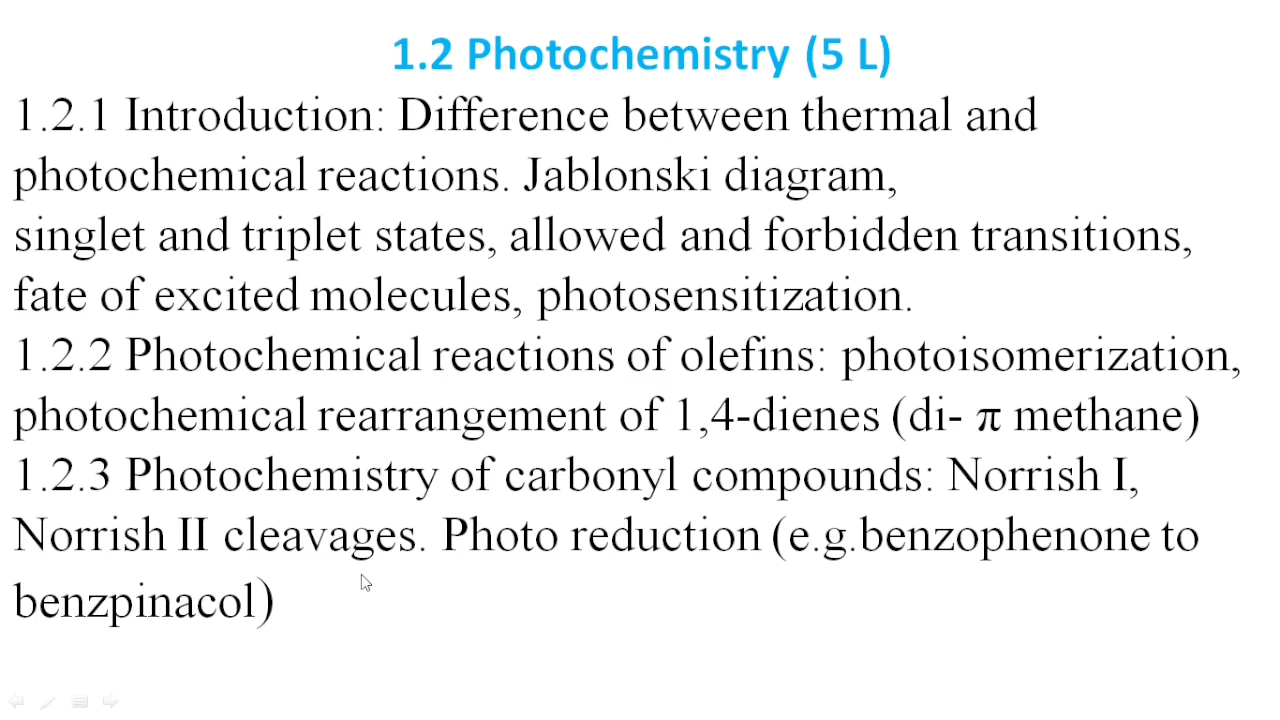 1.2 Photochemistry (5 L)
1.2.1 Introduction: Difference between thermal and
photochemical reactions. Jablonski diagram,
singlet and triplet states, allowed and forbidden transitions,
fate of excited molecules, photosensitization.
1.2.2 Photochemical reactions of olefins: photoisomerization,
photochemical rearrangement of 1,4-dienes (di- π methane)
1.2.3 Photochemistry of carbonyl compounds: Norrish I,
Norrish II cleavages. Photo reduction (e.g.benzophenone to
benzpinacol)